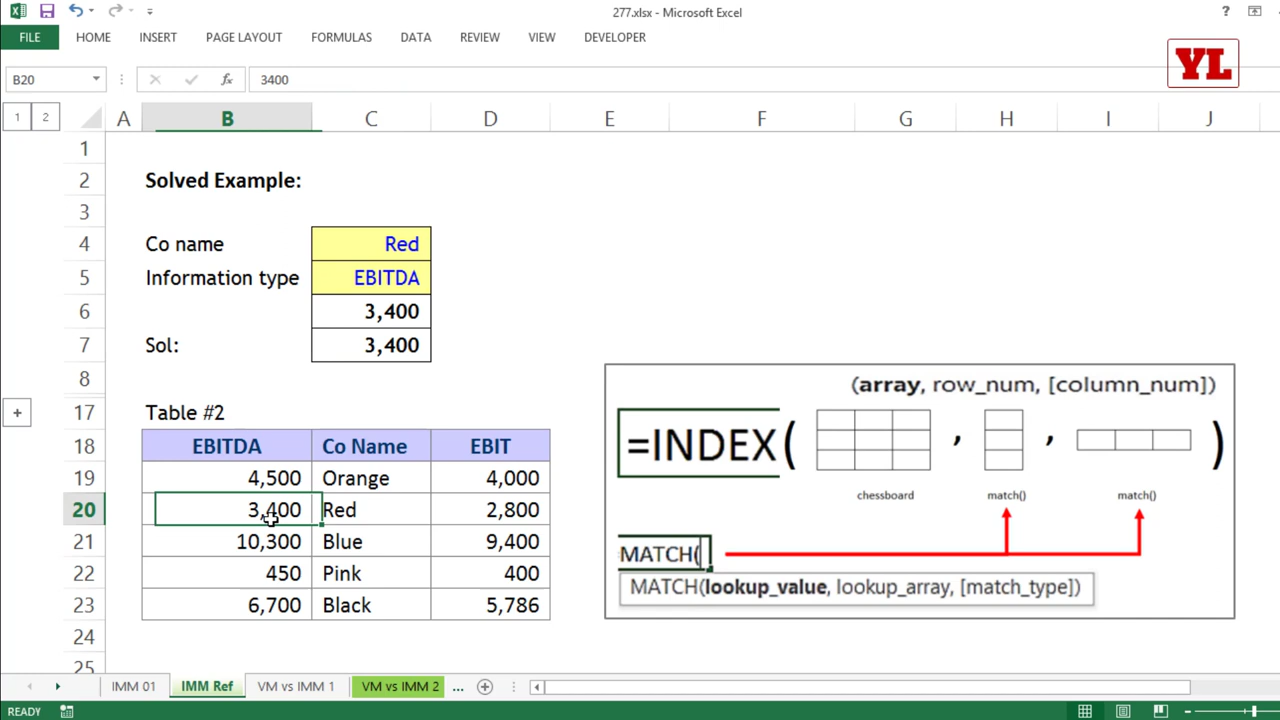 277.xlsx - Microsoft Excel
?
FILE HOME INSERT PAGE LAYOUT FORMULAS DATA REVIEW VIEW DEVELOPER
YL
B20 fx 3400
1 2
A B C D E F G H I J
1
2 Solved Example:
3
4 Co name Red
5 Information type EBITDA
6 3,400
7 Sol: 3,400
8
17 Table #2
18 EBITDA Co Name EBIT
19 4,500 Orange 4,000
20 3,400 Red 2,800
21 10,300 Blue 9,400
22 450 Pink 400
23 6,700 Black 5,786
24
25
(array, row_num, [column_num])
=INDEX( , , )
chessboard match() match()
MATCH(
MATCH(lookup_value, lookup_array, [match_type])
IMM 01 IMM Ref VM vs IMM 1 VM vs IMM 2 ...
READY